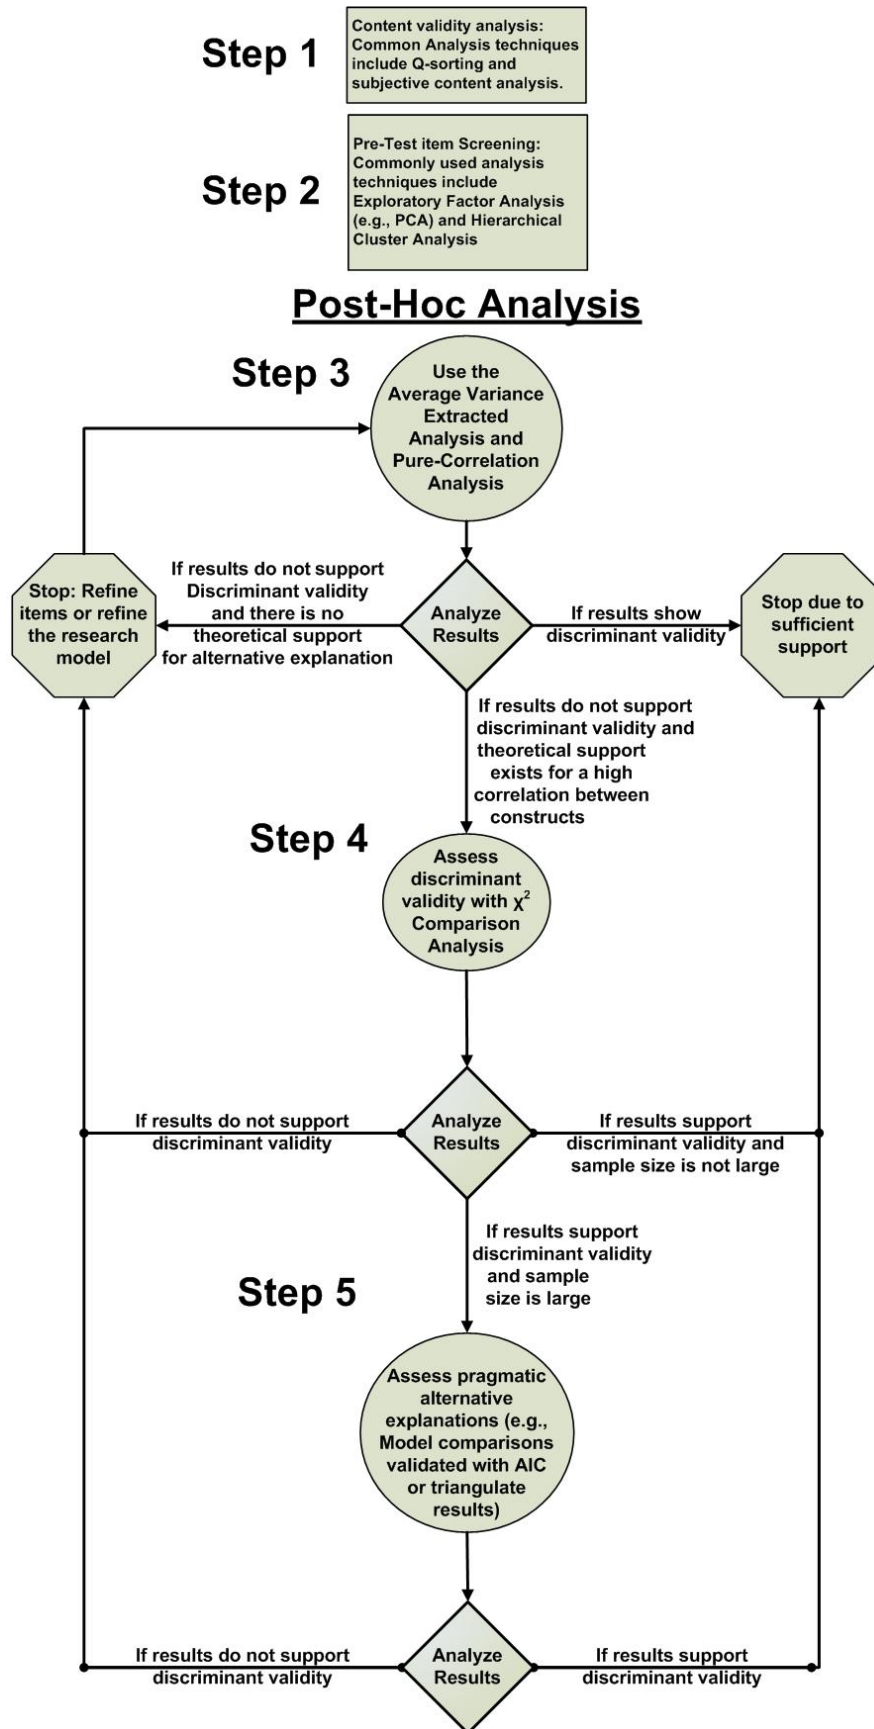 Step 1
Content validity analysis:
Common Analysis techniques
include Q-sorting and
subjective content analysis.
Step 2
Pre-Test item Screening:
Commonly used analysis
techniques include
Exploratory Factor Analysis
(e.g., PCA) and Hierarchical
Cluster Analysis
Post-Hoc Analysis
Step 3
Use the
Average Variance
Extracted
Analysis and
Pure-Correlation
Analysis
Stop: Refine
items or refine
the research
model
If results do not support
Discriminant validity
and there is no
theoretical support
for alternative explanation
Analyze
Results
If results show
discriminant validity
Stop due to
sufficient
support
If results do not support
discriminant validity and
theoretical support
exists for a high
correlation between
constructs
Step 4
Assess
discriminant
validity with χ²
Comparison
Analysis
If results do not support
discriminant validity
Analyze
Results
If results support
discriminant validity and
sample size is not large
If results support
discriminant validity
and sample
size is large
Step 5
Assess pragmatic
alternative
explanations (e.g.,
Model comparisons
validated with AIC
or triangulate
results)
If results do not support
discriminant validity
Analyze
Results
If results support
discriminant validity